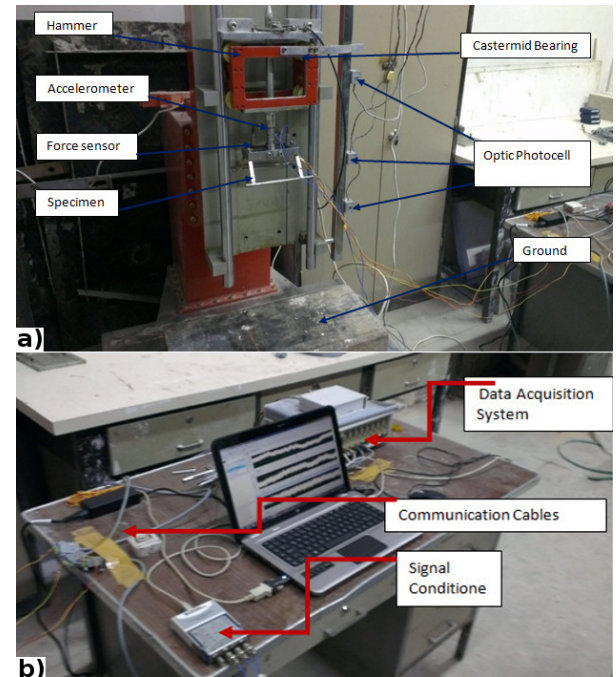 Hammer
Castermid Bearing
Accelerometer
Force sensor
Optic Photocell
Specimen
Ground
a)
Data Acquisition
System
Communication Cables
Signal
Conditione
b)